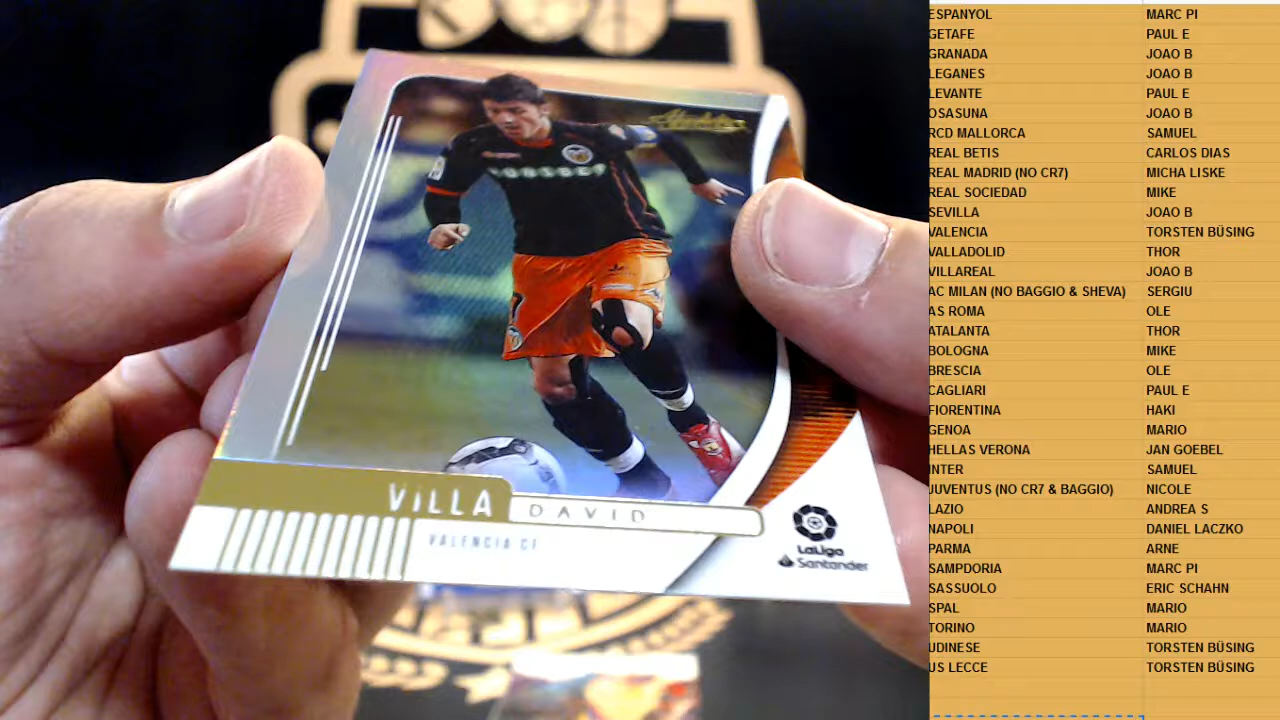 VILLA
DAVID
VALENCIA CF
LaLiga
Santander
ESPANYOL MARC PI
GETAFE PAUL E
GRANADA JOAO B
LEGANES JOAO B
LEVANTE PAUL E
OSASUNA JOAO B
RCD MALLORCA SAMUEL
REAL BETIS CARLOS DIAS
REAL MADRID (NO CR7) MICHA LISKE
REAL SOCIEDAD MIKE
SEVILLA JOAO B
VALENCIA TORSTEN BÜSING
VALLADOLID THOR
VILLAREAL JOAO B
AC MILAN (NO BAGGIO & SHEVA) SERGIU
AS ROMA OLE
ATALANTA THOR
BOLOGNA MIKE
BRESCIA OLE
CAGLIARI PAUL E
FIORENTINA HAKI
GENOA MARIO
HELLAS VERONA JAN GOEBEL
INTER SAMUEL
JUVENTUS (NO CR7 & BAGGIO) NICOLE
LAZIO ANDREA S
NAPOLI DANIEL LACZKO
PARMA ARNE
SAMPDORIA MARC PI
SASSUOLO ERIC SCHAHN
SPAL MARIO
TORINO MARIO
UDINESE TORSTEN BÜSING
US LECCE TORSTEN BÜSING